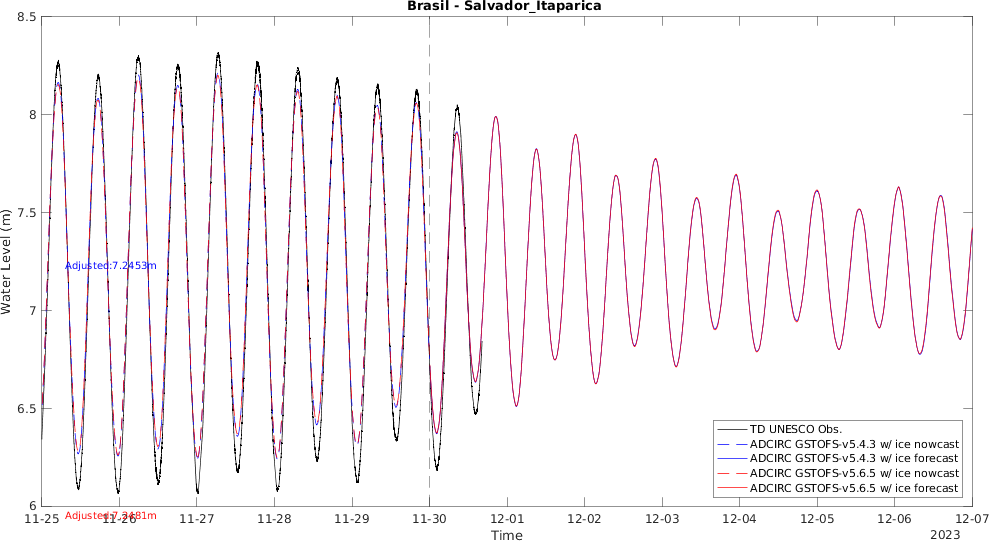 Brasil - Salvador_Itaparica
8.5
8
7.5
7
6.5
6
Water Level (m)
Adjusted:7.2453m
TD UNESCO Obs.
ADCIRC GSTOFS-v5.4.3 w/ ice nowcast
ADCIRC GSTOFS-v5.4.3 w/ ice forecast
ADCIRC GSTOFS-v5.6.5 w/ ice nowcast
ADCIRC GSTOFS-v5.6.5 w/ ice forecast
11-25 11-26 11-27 11-28 11-29 11-30 12-01 12-02 12-03 12-04 12-05 12-06 12-07
Time
2023